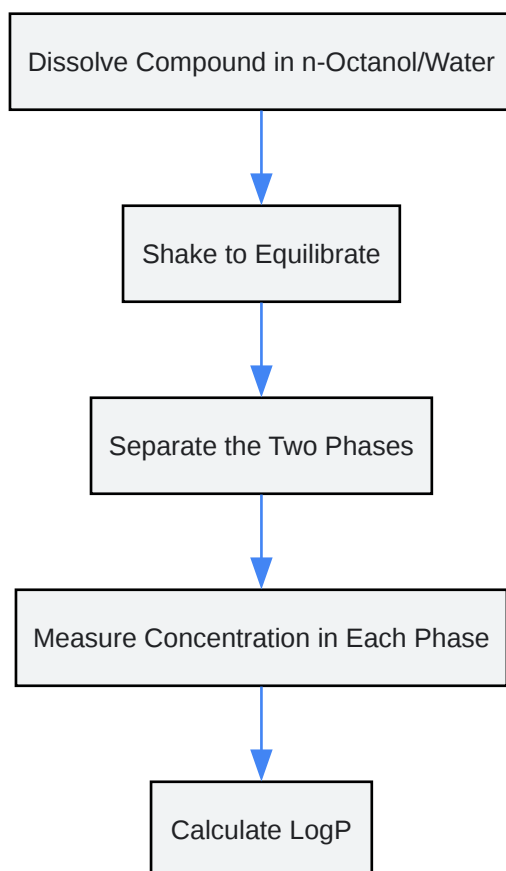 Dissolve Compound in n-Octanol/Water
Shake to Equilibrate
Separate the Two Phases
Measure Concentration in Each Phase
Calculate LogP